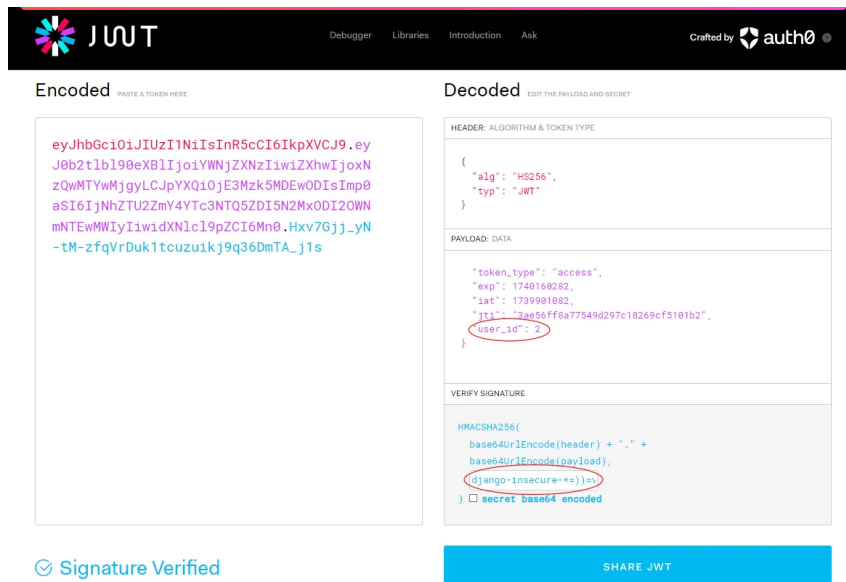 JWT
Debugger Libraries Introduction Ask
Crafted by auth0
Encoded PASTE A TOKEN HERE
eyJhbGciOiJIUzI1NiIsInR5cCI6IkpXVCJ9.ey
J0b2tlbl90eXBlIjoiYWNjZXNzIiwiZXhwIjoxN
zQwMTYwMjgyLCJpYXQiOjE3Mzk5MDEwODIsImp0
aSI6IjNhZTU2ZmY4YTc3NTQ5ZDI5N2MxODI2OWN
mNTEwMWIyIiwidXNlcl9pZCI6Mn0.Hxv7Gjj_yN
-tM-zfqVrDuk1tcuzuikj9q36DmTA_j1s
Decoded EDIT THE PAYLOAD AND SECRET
HEADER: ALGORITHM & TOKEN TYPE
{
"alg": "HS256",
"typ": "JWT"
}
PAYLOAD: DATA
"token_type": "access",
"exp": 1740160282,
"iat": 1739901082,
"jti": "3ae56ff8a77549d297c18269cf5101b2",
"user_id": 2
}
VERIFY SIGNATURE
HMACSHA256(
base64UrlEncode(header) + "." +
base64UrlEncode(payload),
django-insecure-*=))=
) secret base64 encoded
Signature Verified
SHARE JWT